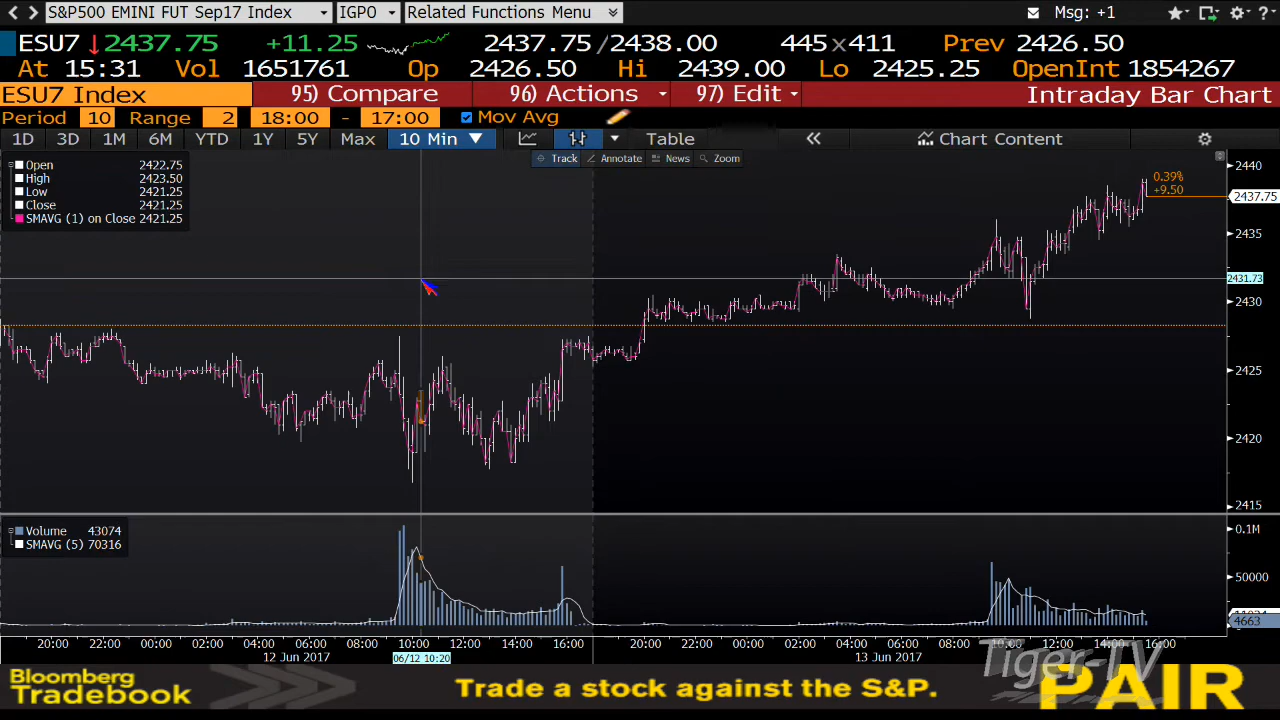 S&P500 EMINI FUT Sep17 Index IGPO Related Functions Menu Msg: +1
ESU7 2437.75 +11.25 2437.75/2438.00 445x411 Prev 2426.50
At 15:31 Vol 1651761 Op 2426.50 Hi 2439.00 Lo 2425.25 OpenInt 1854267
ESU7 Index 95) Compare 96) Actions 97) Edit Intraday Bar Chart
Period 10 Range 2 18:00 - 17:00 Mov Avg
1D 3D 1M 6M YTD 1Y 5Y Max 10 Min Table Chart Content
Track Annotate News Zoom
Open 2422.75
High 2423.50
Low 2421.25
Close 2421.25
SMAVG (1) on Close 2421.25
0.39%
+9.50
2440
2437.75
2435
2431.73
2430
2425
2420
2415
Volume 43074
SMAVG (5) 70316
0.1M
50000
4663
20:00 22:00 00:00 02:00 04:00 06:00 08:00 10:00 12:00 14:00 16:00 20:00 22:00 00:00 02:00 04:00 06:00 08:00 10:00 12:00 14:00 16:00
12 Jun 2017 06/12 10:20 13 Jun 2017
Tiger-TV
Bloomberg
Tradebook
Trade a stock against the S&P.
PAIR